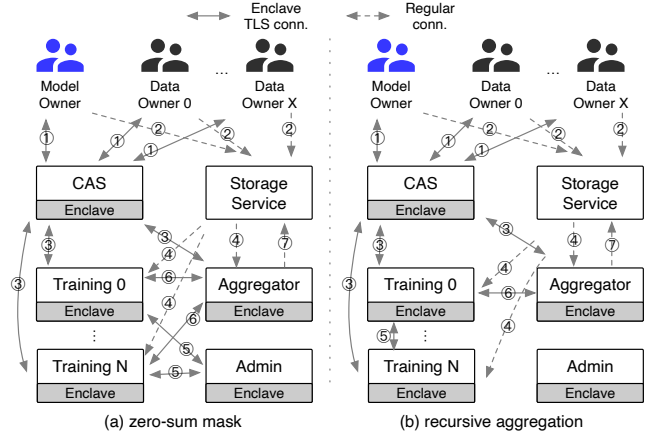 Enclave
TLS conn.
Regular
conn.
Model
Owner
Data
Owner 0
...
Data
Owner X
① ① ① ② ② ②
CAS
Enclave
Storage
Service
③ ③ ③ ④ ④ ④ ⑦
Training 0
Enclave
⑥
Aggregator
Enclave
...
⑥
⑤
Training N
Enclave
⑤
Admin
Enclave
(a) zero-sum mask
Model
Owner
Data
Owner 0
...
Data
Owner X
① ① ① ② ② ②
CAS
Enclave
Storage
Service
③ ③ ③ ④ ④ ④ ⑦
Training 0
Enclave
⑥
Aggregator
Enclave
⑤
...
Training N
Enclave
Admin
Enclave
(b) recursive aggregation